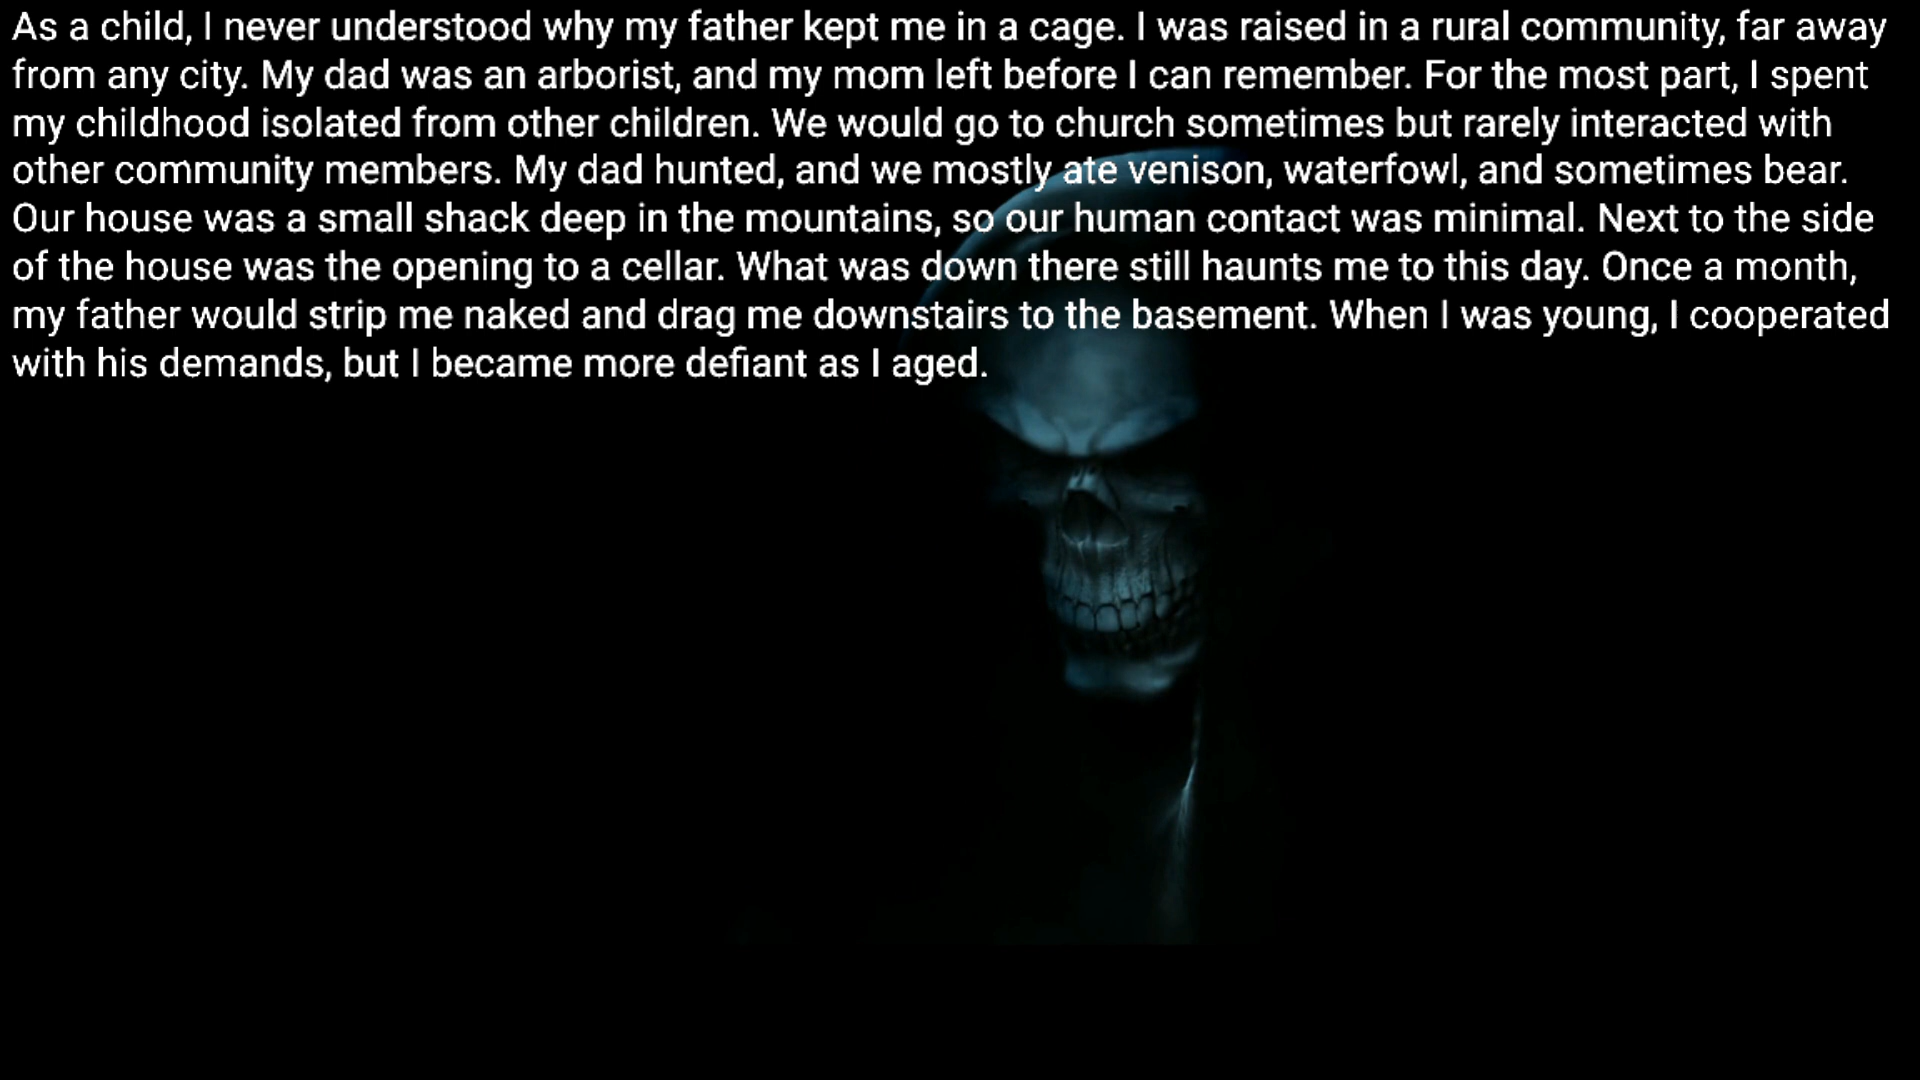 As a child, I never understood why my father kept me in a cage. I was raised in a rural community, far away
from any city. My dad was an arborist, and my mom left before I can remember. For the most part, I spent
my childhood isolated from other children. We would go to church sometimes but rarely interacted with
other community members. My dad hunted, and we mostly ate venison, waterfowl, and sometimes bear.
Our house was a small shack deep in the mountains, so our human contact was minimal. Next to the side
of the house was the opening to a cellar. What was down there still haunts me to this day. Once a month,
my father would strip me naked and drag me downstairs to the basement. When I was young, I cooperated
with his demands, but I became more defiant as I aged.